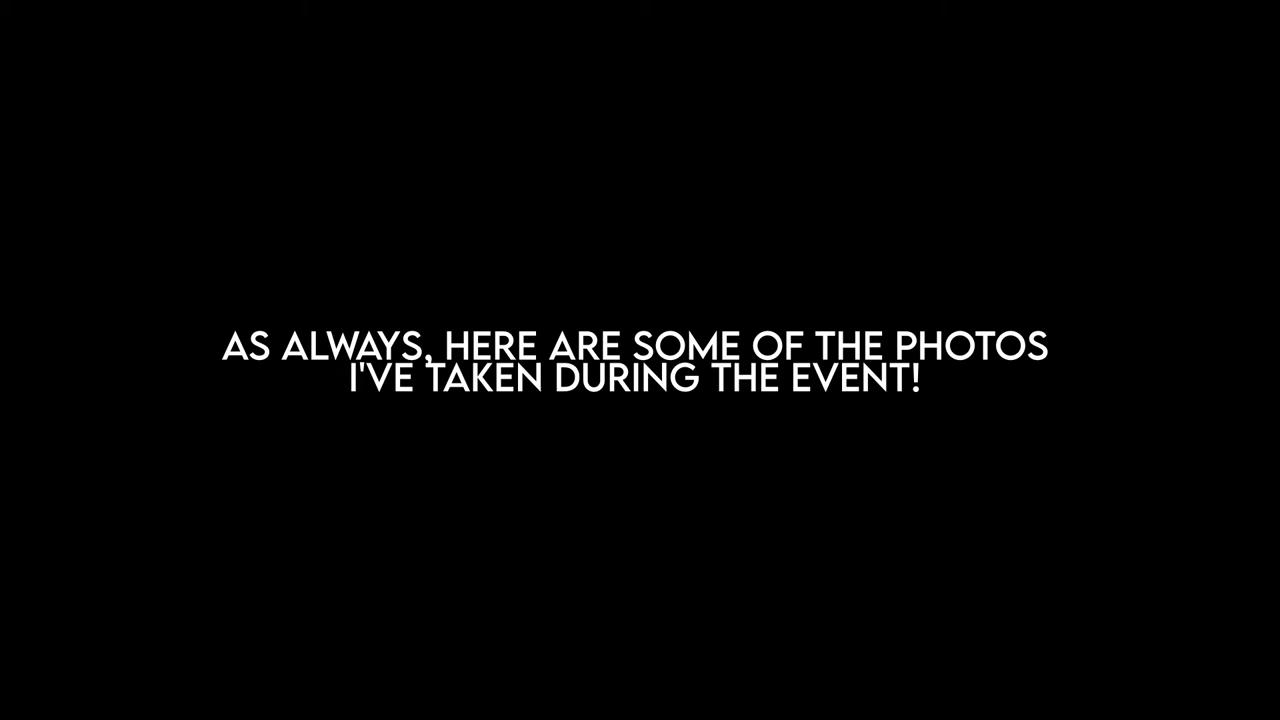 AS ALWAYS, HERE ARE SOME OF THE PHOTOS
I'VE TAKEN DURING THE EVENT!